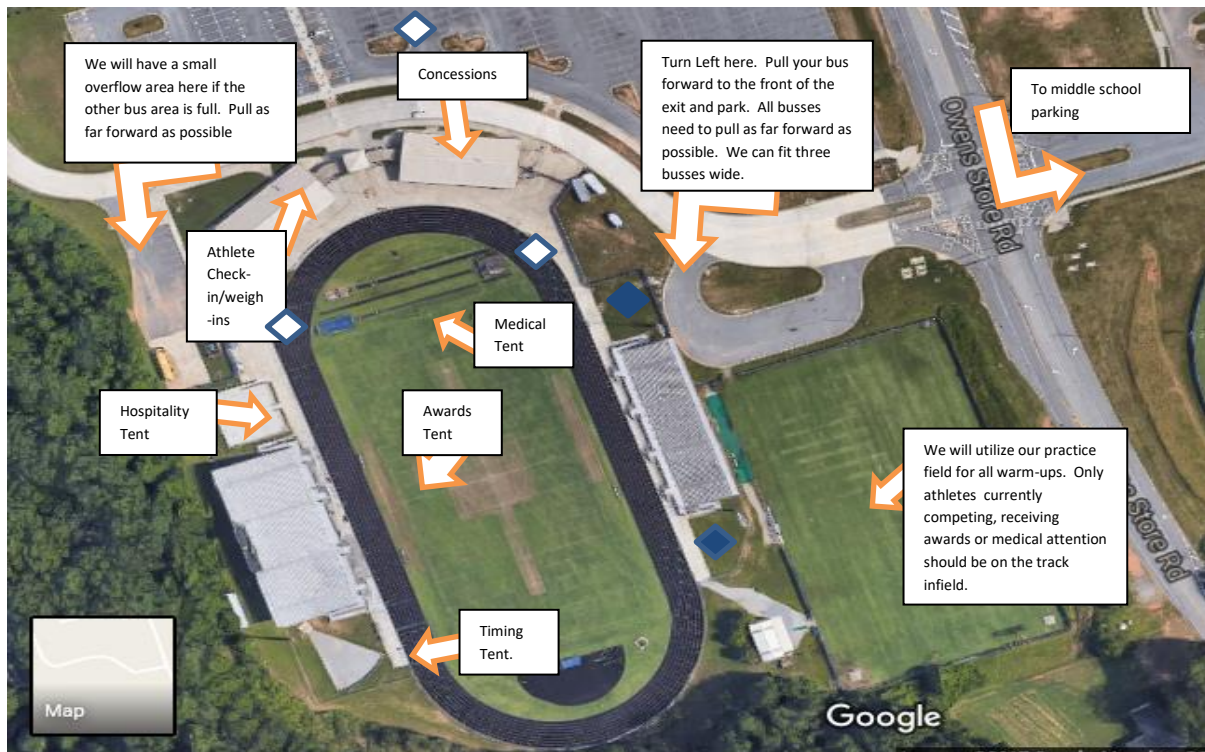 We will have a small
overflow area here if the
other bus area is full.  Pull as
far forward as possible
Concessions
Turn Left here.  Pull your bus
forward to the front of the
exit and park.  All busses
need to pull as far forward as
possible.  We can fit three
busses wide.
To middle school
parking
Owens Store Rd
Athlete
Check-
in/weigh
-ins
Medical
Tent
Hospitality
Tent
Awards
Tent
We will utilize our practice
field for all warm-ups.  Only
athletes  currently
competing, receiving
awards or medical attention
should be on the track
infield.
Store Rd
Timing
Tent.
Map
Google